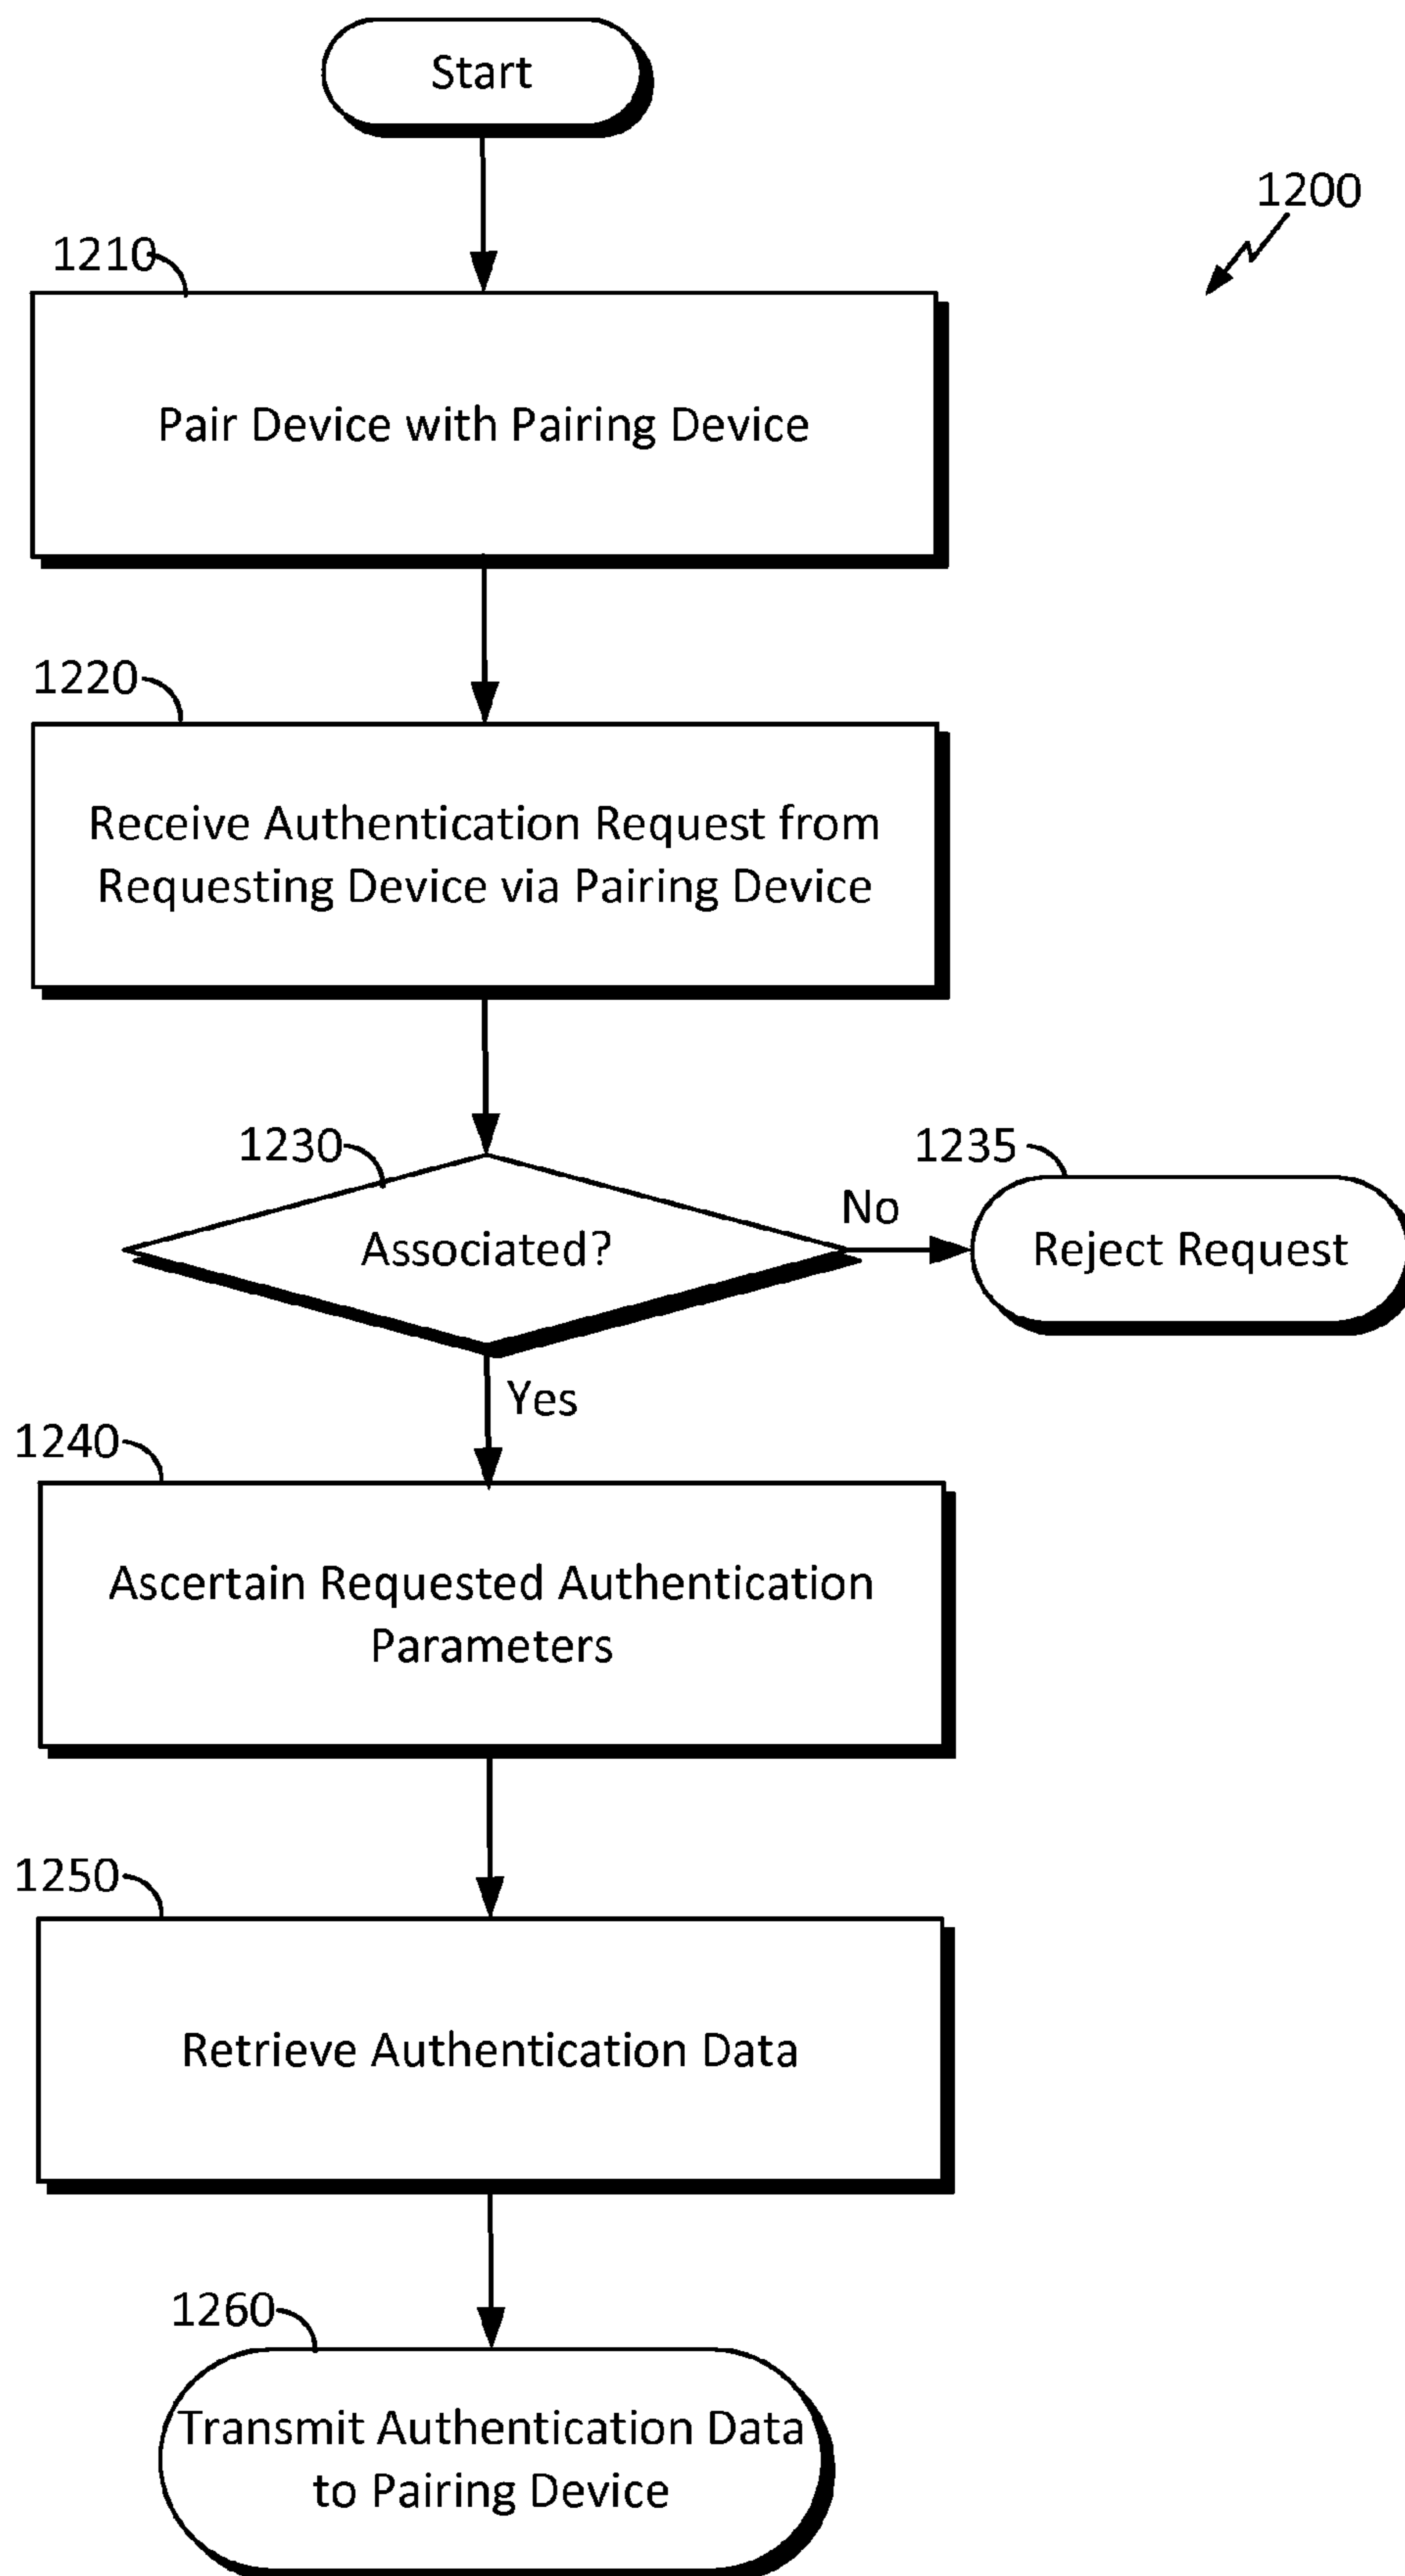 Start
1200
1210
Pair Device with Pairing Device
1220
Receive Authentication Request from
Requesting Device via Pairing Device
1230
Associated?
No
1235
Reject Request
Yes
1240
Ascertain Requested Authentication
Parameters
1250
Retrieve Authentication Data
1260
Transmit Authentication Data
to Pairing Device